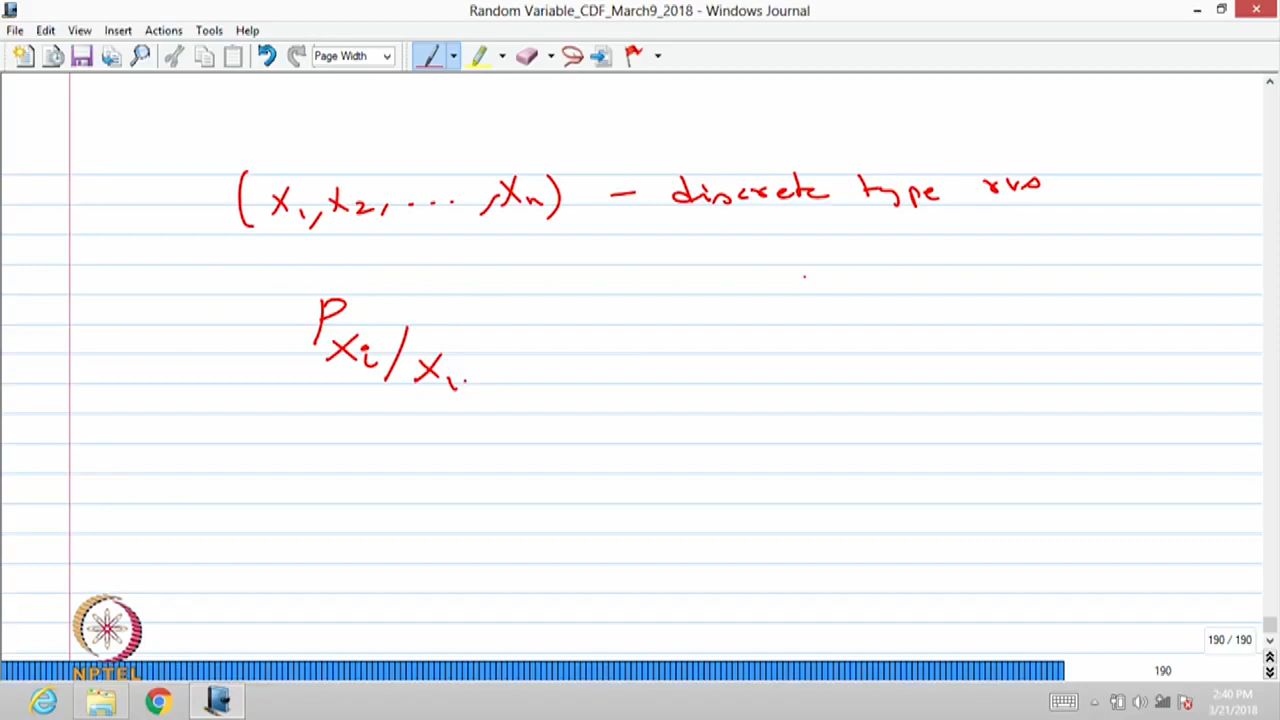 Random Variable_CDF_March9_2018 - Windows Journal
File Edit View Insert Actions Tools Help
Page Width
(X₁, X₂, ..., Xₙ) – discrete type rvs
P
Xᵢ / X₁.
190 / 190
190
NPTEL
2:40 PM
3/21/2018